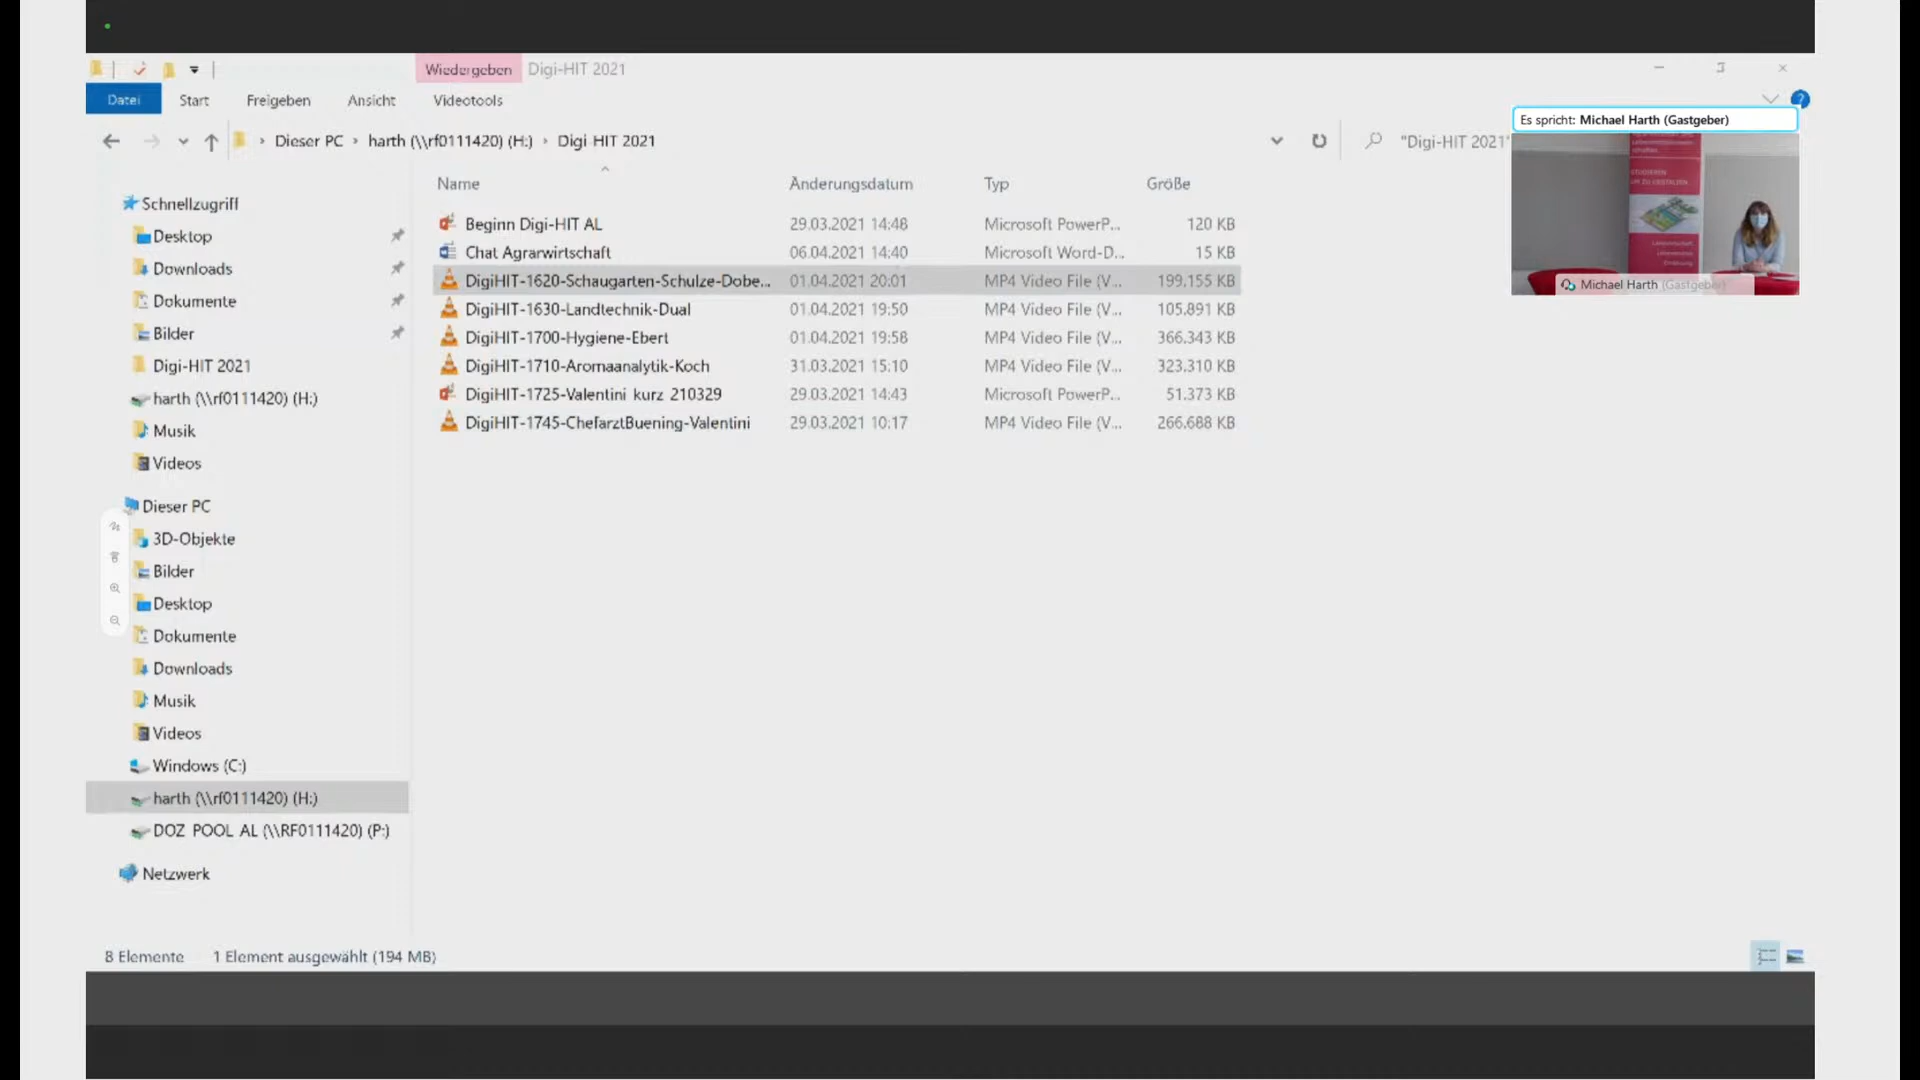 Wiedergeben Digi-HIT 2021
Datei Start Freigeben Ansicht Videotools
Dieser PC › harth (\\rf0111420) (H:) › Digi HIT 2021
"Digi-HIT 2021"
Es spricht: Michael Harth (Gastgeber)
STUDIEREN
UM ZU GESTALTEN
Michael Harth (Gastgeber)
Name Änderungsdatum Typ Größe
Beginn Digi-HIT AL 29.03.2021 14:48 Microsoft PowerP... 120 KB
Chat Agrarwirtschaft 06.04.2021 14:40 Microsoft Word-D... 15 KB
DigiHIT-1620-Schaugarten-Schulze-Dobe... 01.04.2021 20:01 MP4 Video File (V... 199.155 KB
DigiHIT-1630-Landtechnik-Dual 01.04.2021 19:50 MP4 Video File (V... 105.891 KB
DigiHIT-1700-Hygiene-Ebert 01.04.2021 19:58 MP4 Video File (V... 366.343 KB
DigiHIT-1710-Aromaanalytik-Koch 31.03.2021 15:10 MP4 Video File (V... 323.310 KB
DigiHIT-1725-Valentini kurz 210329 29.03.2021 14:43 Microsoft PowerP... 51.373 KB
DigiHIT-1745-ChefarztBuening-Valentini 29.03.2021 10:17 MP4 Video File (V... 266.688 KB
Schnellzugriff
Desktop
Downloads
Dokumente
Bilder
Digi-HIT 2021
harth (\\rf0111420) (H:)
Musik
Videos
Dieser PC
3D-Objekte
Bilder
Desktop
Dokumente
Downloads
Musik
Videos
Windows (C:)
harth (\\rf0111420) (H:)
DOZ POOL AL (\\RF0111420) (P:)
Netzwerk
8 Elemente 1 Element ausgewählt (194 MB)